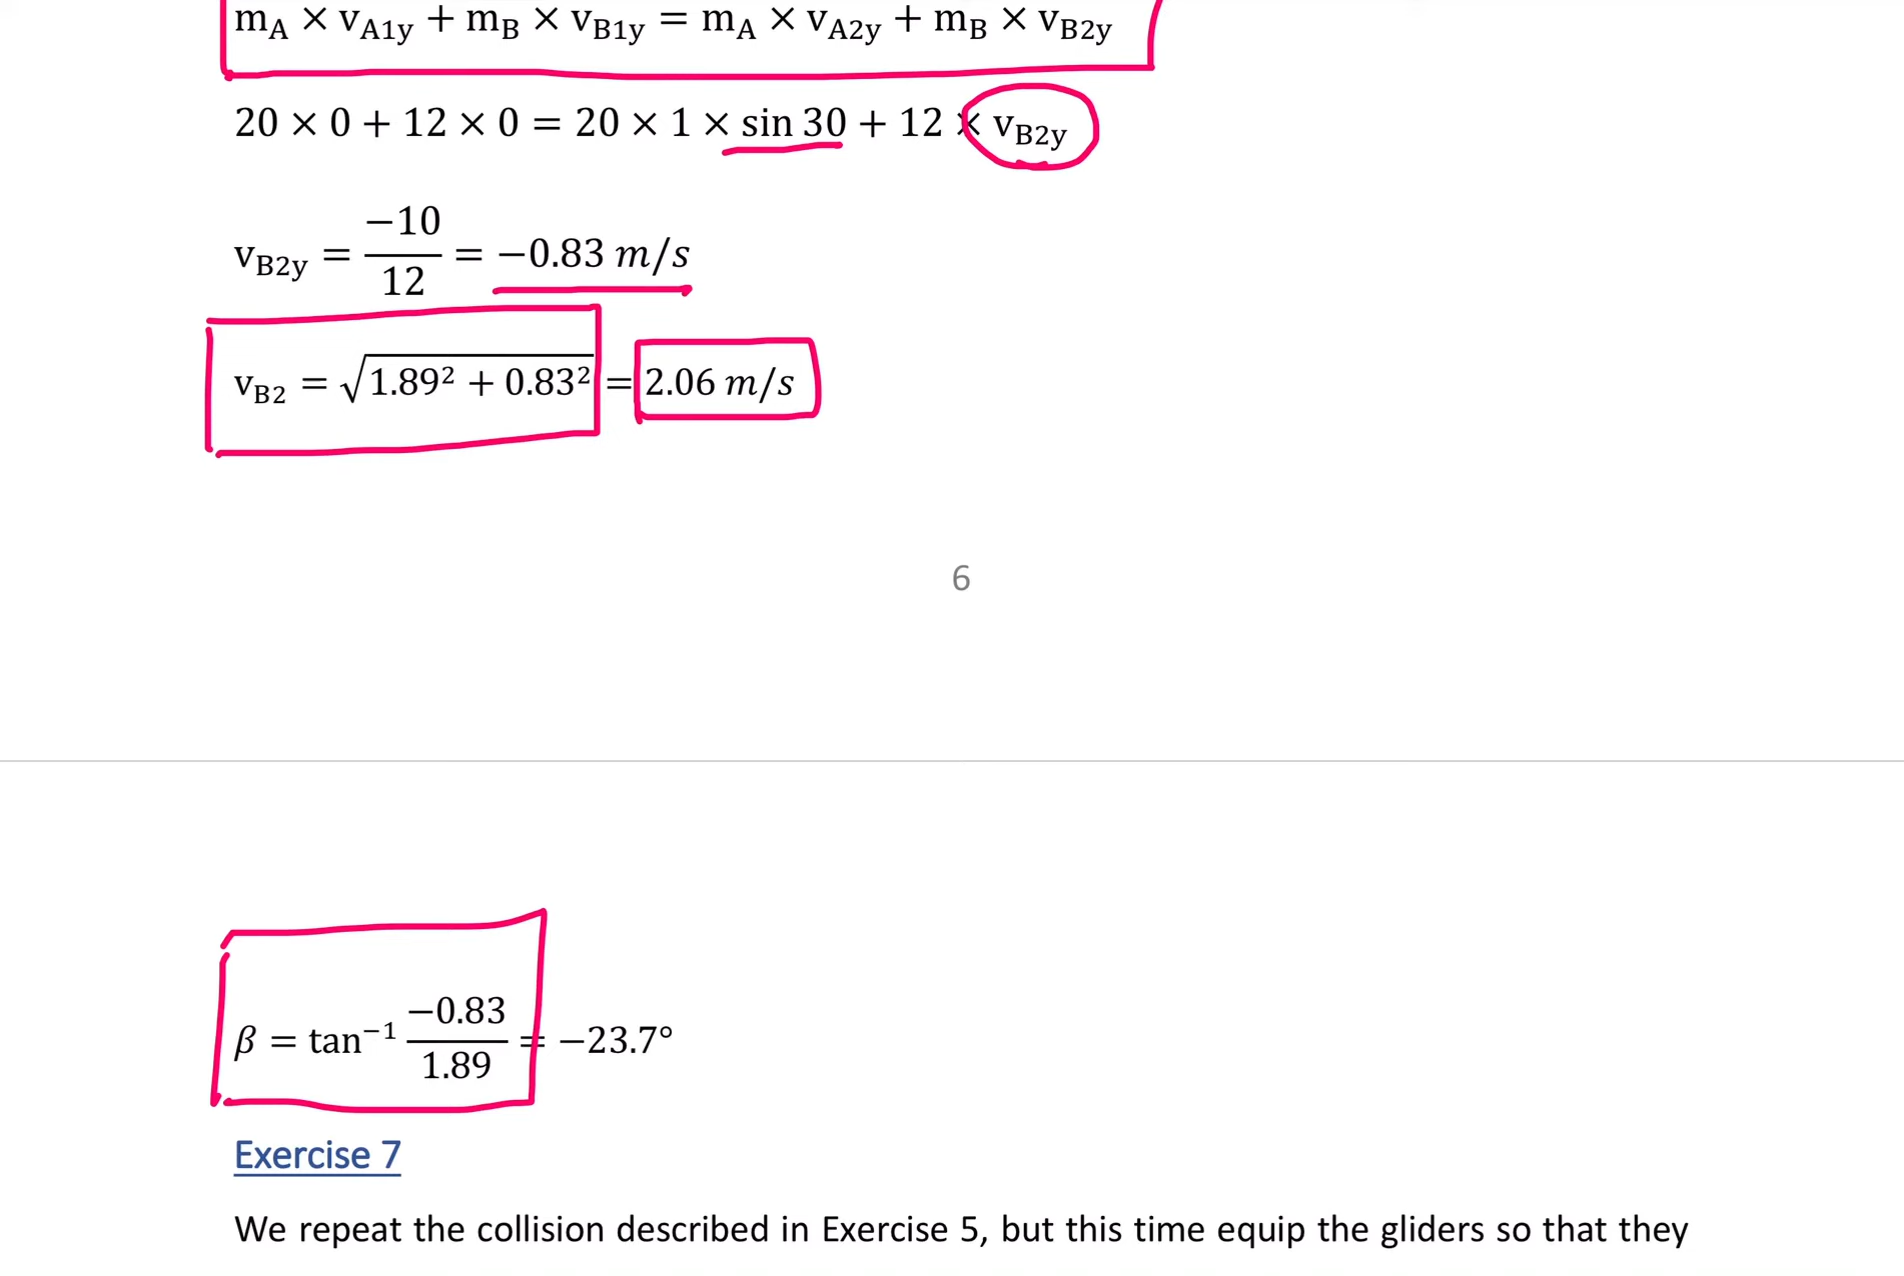 m_A × v_A1y + m_B × v_B1y = m_A × v_A2y + m_B × v_B2y
20 × 0 + 12 × 0 = 20 × 1 × sin 30 + 12 × v_B2y
v_B2y = −10/12 = −0.83 m/s
v_B2 = √(1.89² + 0.83²) = 2.06 m/s
6
β = tan⁻¹ −0.83/1.89 = −23.7°
Exercise 7
We repeat the collision described in Exercise 5, but this time equip the gliders so that they